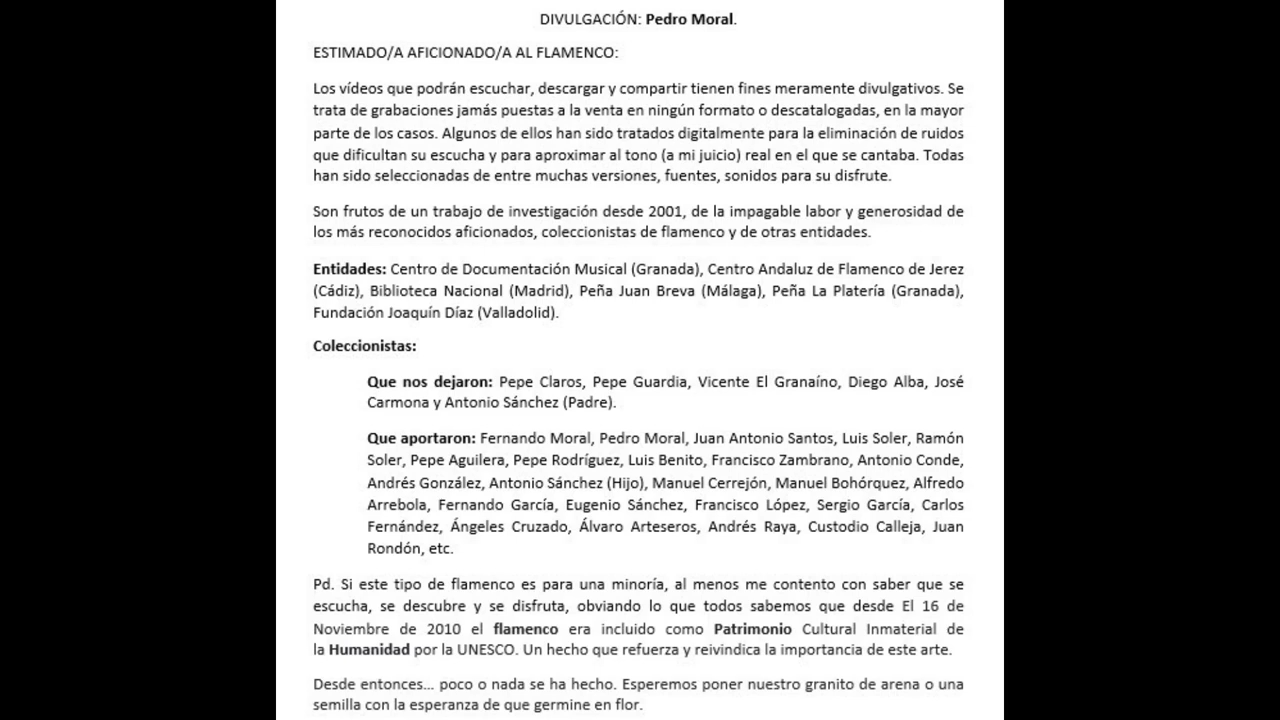 DIVULGACIÓN: Pedro Moral.
ESTIMADO/A AFICIONADO/A AL FLAMENCO:
Los vídeos que podrán escuchar, descargar y compartir tienen fines meramente divulgativos. Se
trata de grabaciones jamás puestas a la venta en ningún formato o descatalogadas, en la mayor
parte de los casos. Algunos de ellos han sido tratados digitalmente para la eliminación de ruidos
que dificultan su escucha y para aproximar al tono (a mi juicio) real en el que se cantaba. Todas
han sido seleccionadas de entre muchas versiones, fuentes, sonidos para su disfrute.
Son frutos de un trabajo de investigación desde 2001, de la impagable labor y generosidad de
los más reconocidos aficionados, coleccionistas de flamenco y de otras entidades.
Entidades: Centro de Documentación Musical (Granada), Centro Andaluz de Flamenco de Jerez
(Cádiz), Biblioteca Nacional (Madrid), Peña Juan Breva (Málaga), Peña La Platería (Granada),
Fundación Joaquín Díaz (Valladolid).
Coleccionistas:
Que nos dejaron: Pepe Claros, Pepe Guardia, Vicente El Granaíno, Diego Alba, José
Carmona y Antonio Sánchez (Padre).
Que aportaron: Fernando Moral, Pedro Moral, Juan Antonio Santos, Luis Soler, Ramón
Soler, Pepe Aguilera, Pepe Rodríguez, Luis Benito, Francisco Zambrano, Antonio Conde,
Andrés González, Antonio Sánchez (Hijo), Manuel Cerrejón, Manuel Bohórquez, Alfredo
Arrebola, Fernando García, Eugenio Sánchez, Francisco López, Sergio García, Carlos
Fernández, Ángeles Cruzado, Álvaro Arteseros, Andrés Raya, Custodio Calleja, Juan
Rondón, etc.
Pd. Si este tipo de flamenco es para una minoría, al menos me contento con saber que se
escucha, se descubre y se disfruta, obviando lo que todos sabemos que desde El 16 de
Noviembre de 2010 el flamenco era incluido como Patrimonio Cultural Inmaterial de
la Humanidad por la UNESCO. Un hecho que refuerza y reivindica la importancia de este arte.
Desde entonces... poco o nada se ha hecho. Esperemos poner nuestro granito de arena o una
semilla con la esperanza de que germine en flor.